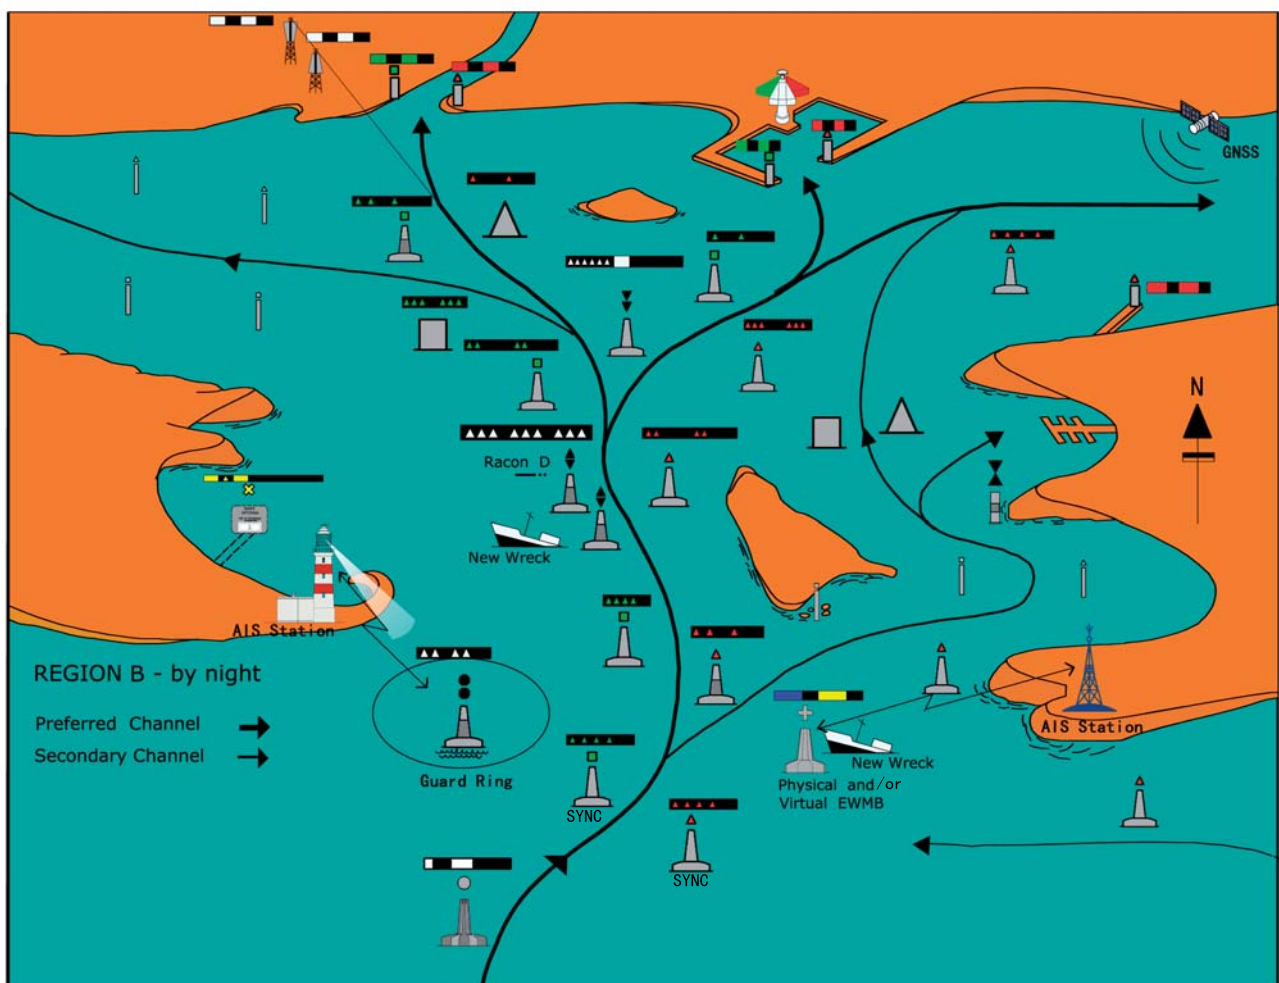 GNSS
N
Racon D
New Wreck
AIS Station
REGION B - by night
Preferred Channel
Secondary Channel
Guard Ring
AIS Station
New Wreck
Physical and/or
Virtual EWMB
SYNC
SYNC